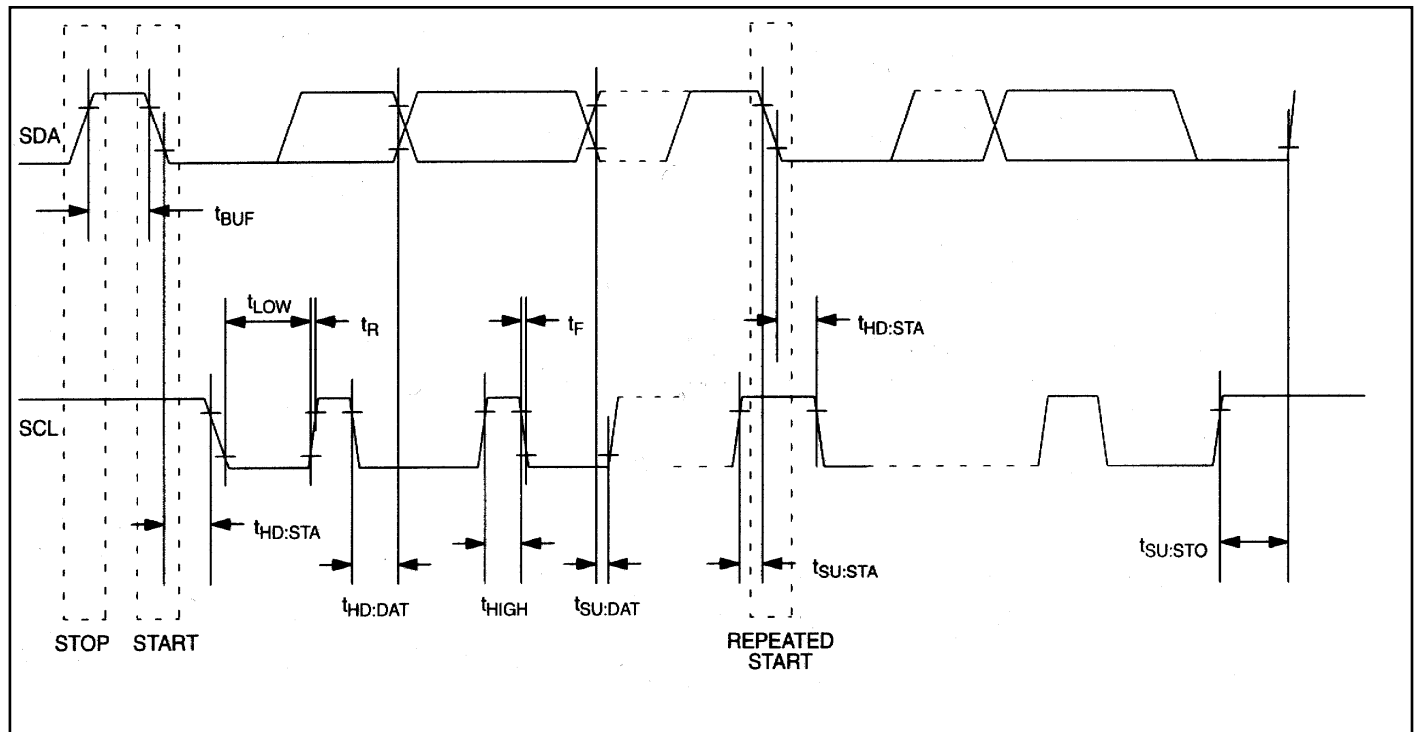 SDA
tBUF
tLOW
tR
tF
tHD:STA
SCL
tHD:STA
tHD:DAT
tHIGH
tSU:DAT
tSU:STA
tSU:STO
STOP
START
REPEATED
START